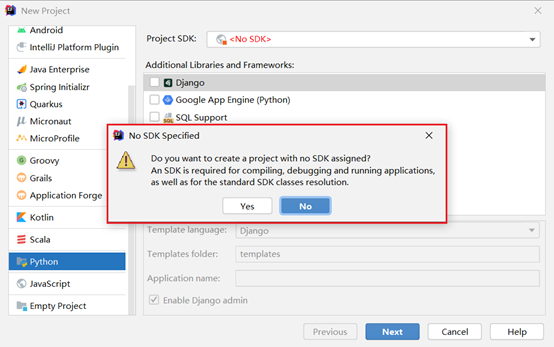 New Project
Android
IntelliJ Platform Plugin
Java Enterprise
Spring Initializr
Quarkus
Micronaut
MicroProfile
Groovy
Grails
Application Forge
Kotlin
Scala
Python
JavaScript
Empty Project
Project SDK: <No SDK>
Additional Libraries and Frameworks:
Django
Google App Engine (Python)
SQL Support
No SDK Specified
Do you want to create a project with no SDK assigned?
An SDK is required for compiling, debugging and running applications,
as well as for the standard SDK classes resolution.
Yes No
Template language: Django
Templates folder: templates
Application name:
Enable Django admin
Previous Next Cancel Help